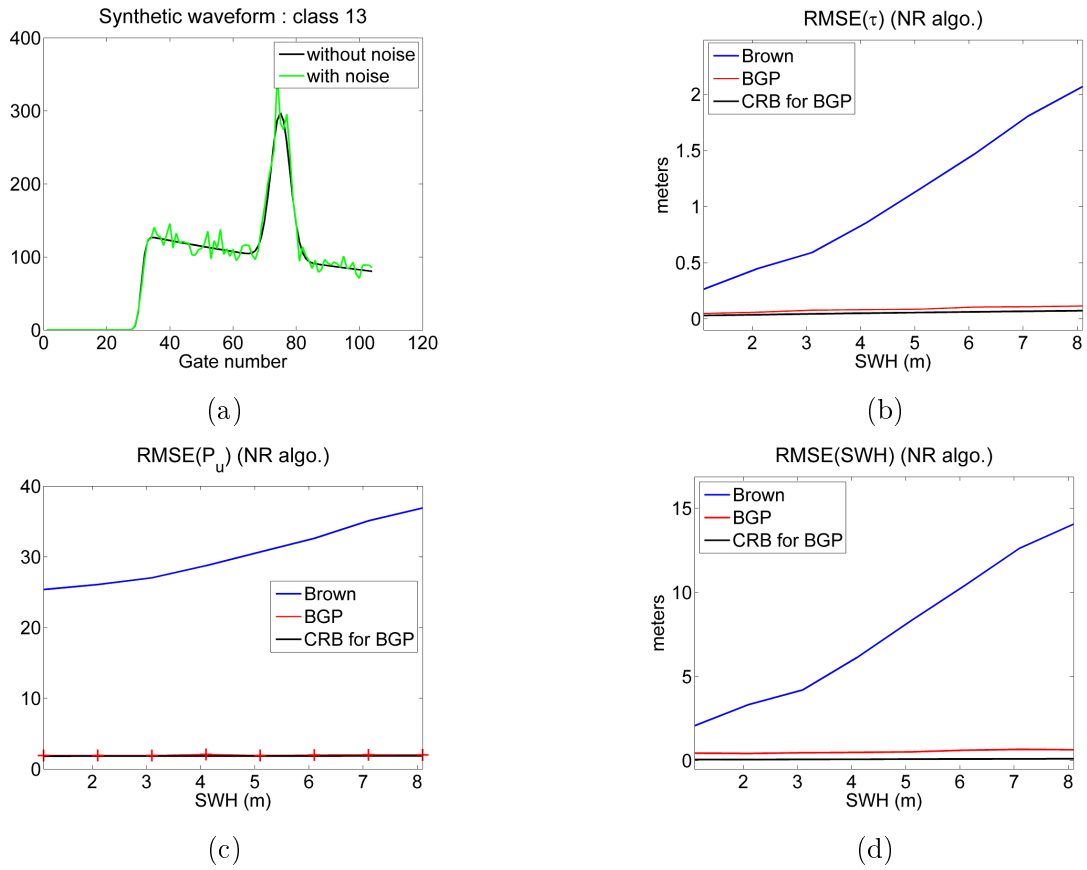 Synthetic waveform : class 13
400
300
200
100
0
without noise
with noise
0 20 40 60 80 100 120
Gate number
(a)
RMSE(τ) (NR algo.)
2
1.5
1
0.5
0
meters
Brown
BGP
CRB for BGP
2 3 4 5 6 7 8
SWH (m)
(b)
RMSE(P_u) (NR algo.)
40
30
20
10
0
Brown
BGP
CRB for BGP
2 3 4 5 6 7 8
SWH (m)
(c)
RMSE(SWH) (NR algo.)
15
10
5
0
meters
Brown
BGP
CRB for BGP
2 3 4 5 6 7 8
SWH (m)
(d)